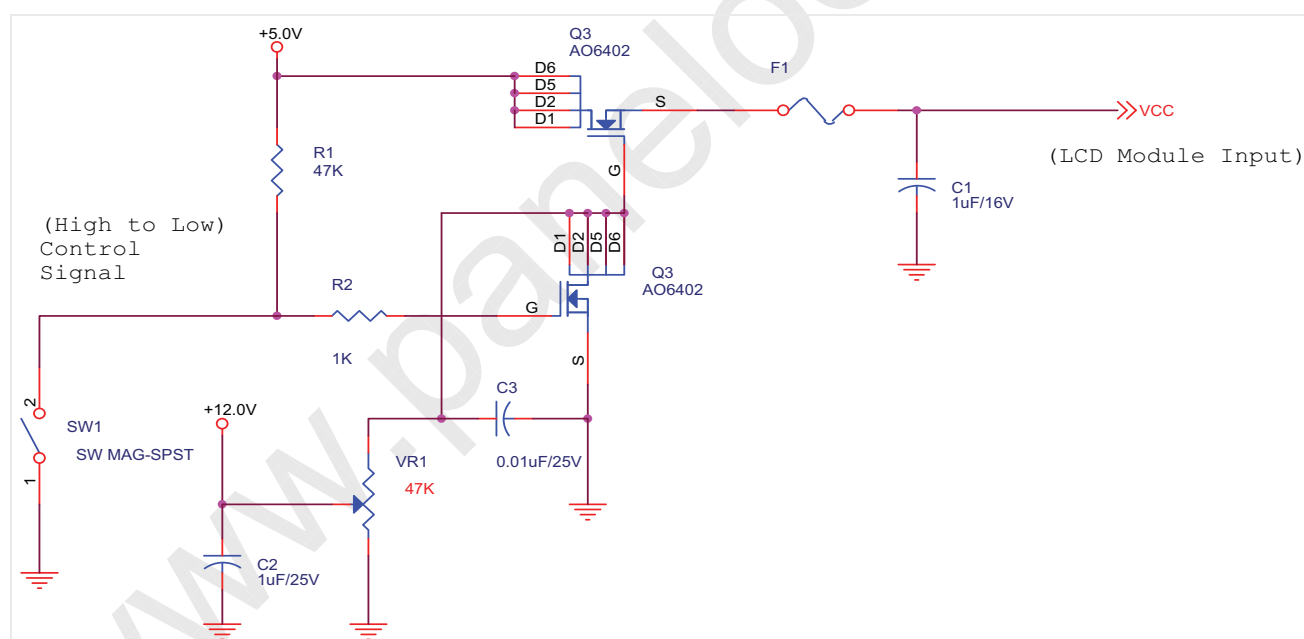 +5.0V
Q3
AO6402
D6
D5
D2
D1
S
G
F1
VCC
(LCD Module Input)
R1
47K
C1
1uF/16V
(High to Low)
Control
Signal
D1
D2
D5
D6
Q3
AO6402
R2
1K
G
S
C3
0.01uF/25V
+12.0V
2
SW1
SW MAG-SPST
1
VR1
47K
C2
1uF/25V
www.panelo